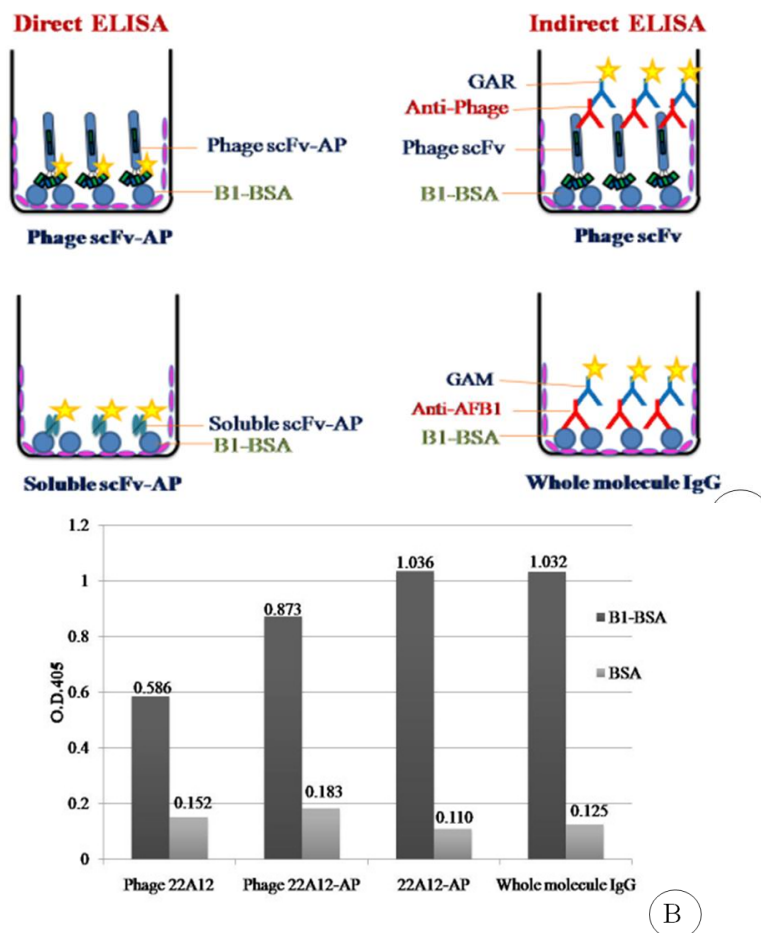 Direct ELISA
Indirect ELISA
Phage scFv-AP
B1-BSA
Phage scFv-AP
GAR
Anti-Phage
Phage scFv
B1-BSA
Phage scFv
Soluble scFv-AP
B1-BSA
Soluble scFv-AP
GAM
Anti-AFB1
B1-BSA
Whole molecule IgG
O.D.405
1.2
1
0.8
0.6
0.4
0.2
0
0.586
0.152
0.873
0.183
1.036
0.110
1.032
0.125
B1-BSA
BSA
Phage 22A12
Phage 22A12-AP
22A12-AP
Whole molecule IgG
B